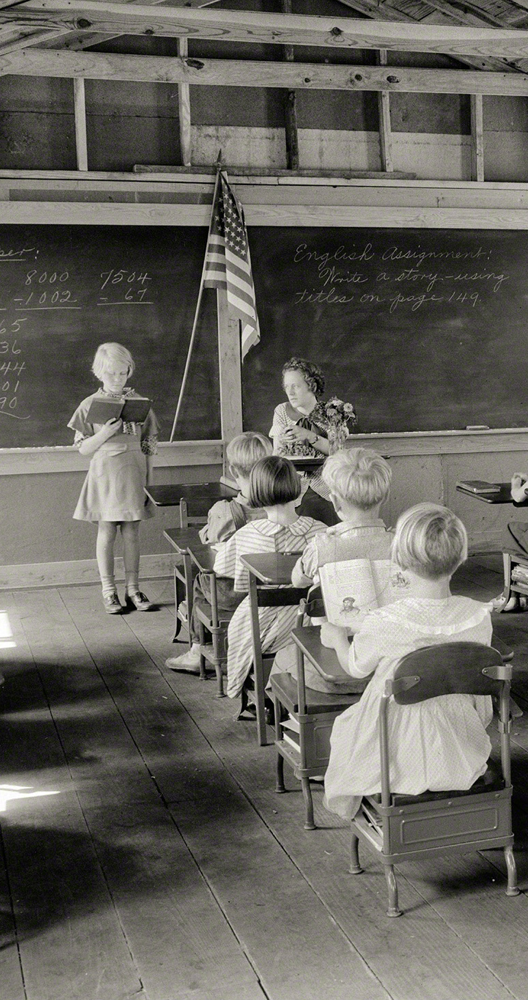 8000 7504
-1002 - 67
65
36
44
01
90
English Assignment:
Write a story-using
titles on page 149.